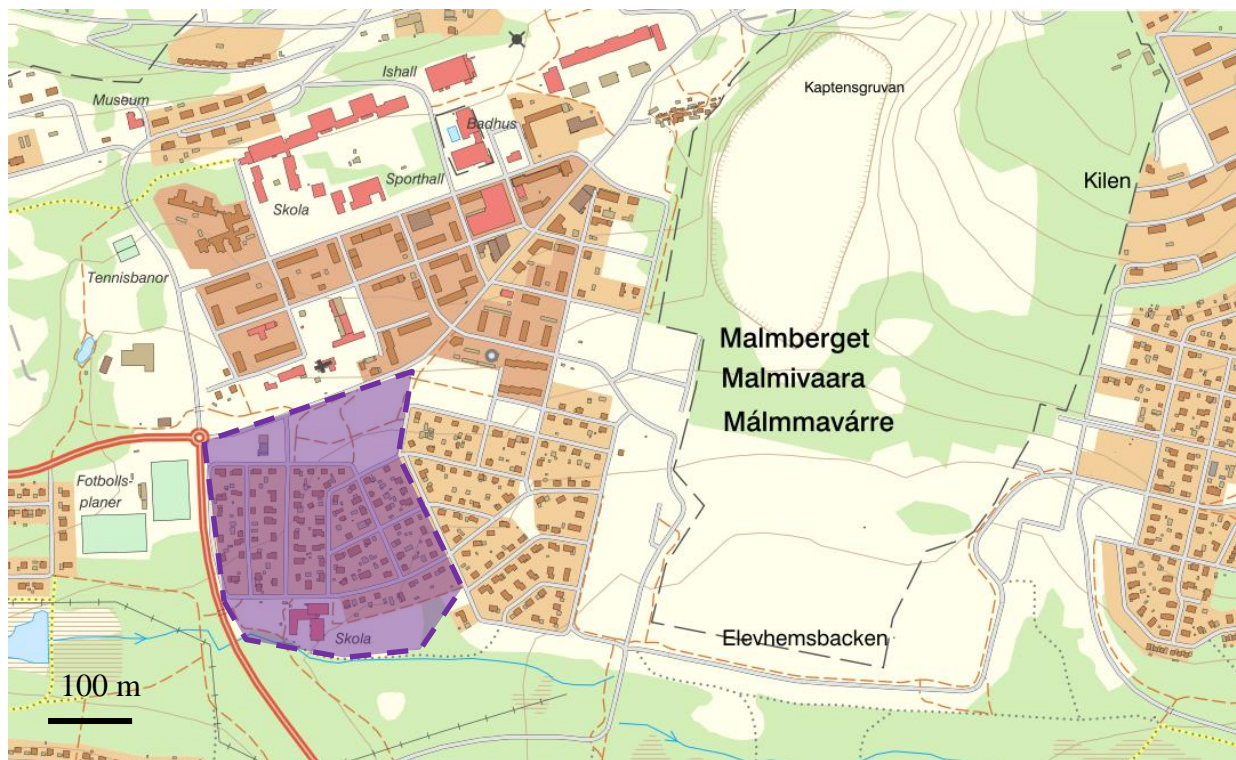 Ishall
Kaptensgruvan
Museum
Badhus
Sporthall
Kilen
Skola
Tennisbanor
Malmberget
Malmivaara
Málmmavárre
Fotbolls-
planer
Skola
Elevhemsbacken
100 m